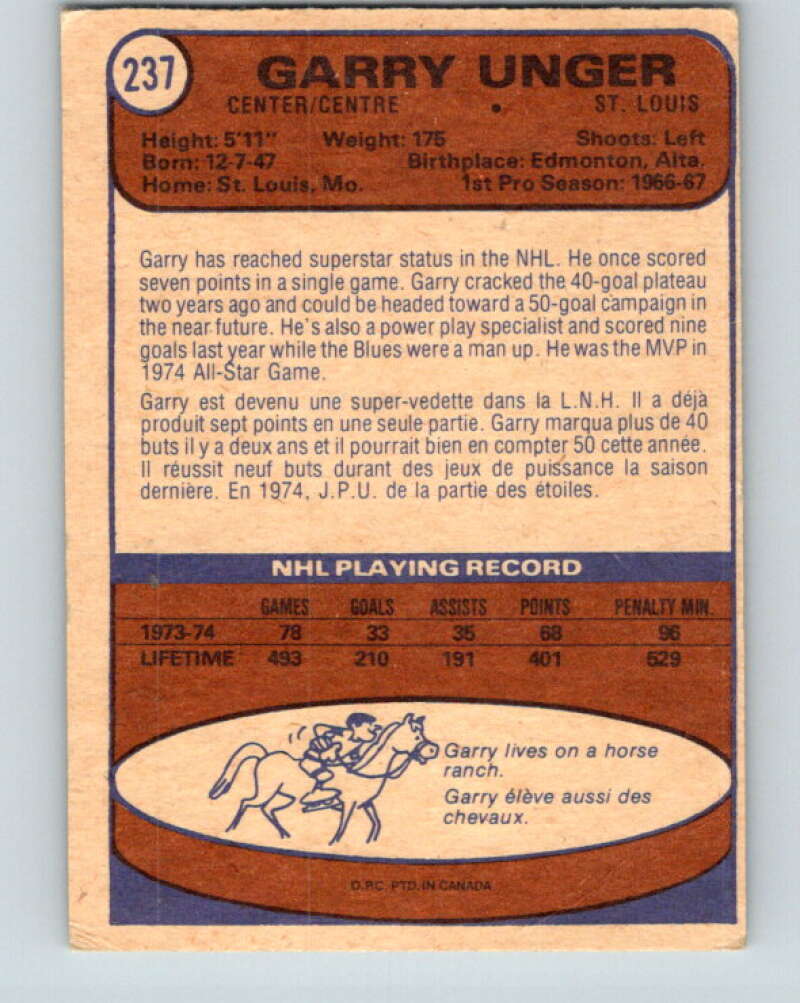 237
GARRY UNGER
CENTER/CENTRE • ST. LOUIS
Height: 5'11" Weight: 175 Shoots: Left
Born: 12-7-47 Birthplace: Edmonton, Alta.
Home: St. Louis, Mo. 1st Pro Season: 1966-67
Garry has reached superstar status in the NHL. He once scored
seven points in a single game. Garry cracked the 40-goal plateau
two years ago and could be headed toward a 50-goal campaign in
the near future. He's also a power play specialist and scored nine
goals last year while the Blues were a man up. He was the MVP in
1974 All-Star Game.
Garry est devenu une super-vedette dans la L.N.H. Il a déjà
produit sept points en une seule partie. Garry marqua plus de 40
buts il y a deux ans et il pourrait bien en compter 50 cette année.
Il réussit neuf buts durant des jeux de puissance la saison
dernière. En 1974, J.P.U. de la partie des étoiles.
NHL PLAYING RECORD
GAMES GOALS ASSISTS POINTS PENALTY MIN.
1973-74 78 33 35 68 96
LIFETIME 493 210 191 401 529
Garry lives on a horse
ranch.
Garry élève aussi des
chevaux.
O.P.C. PTD. IN CANADA